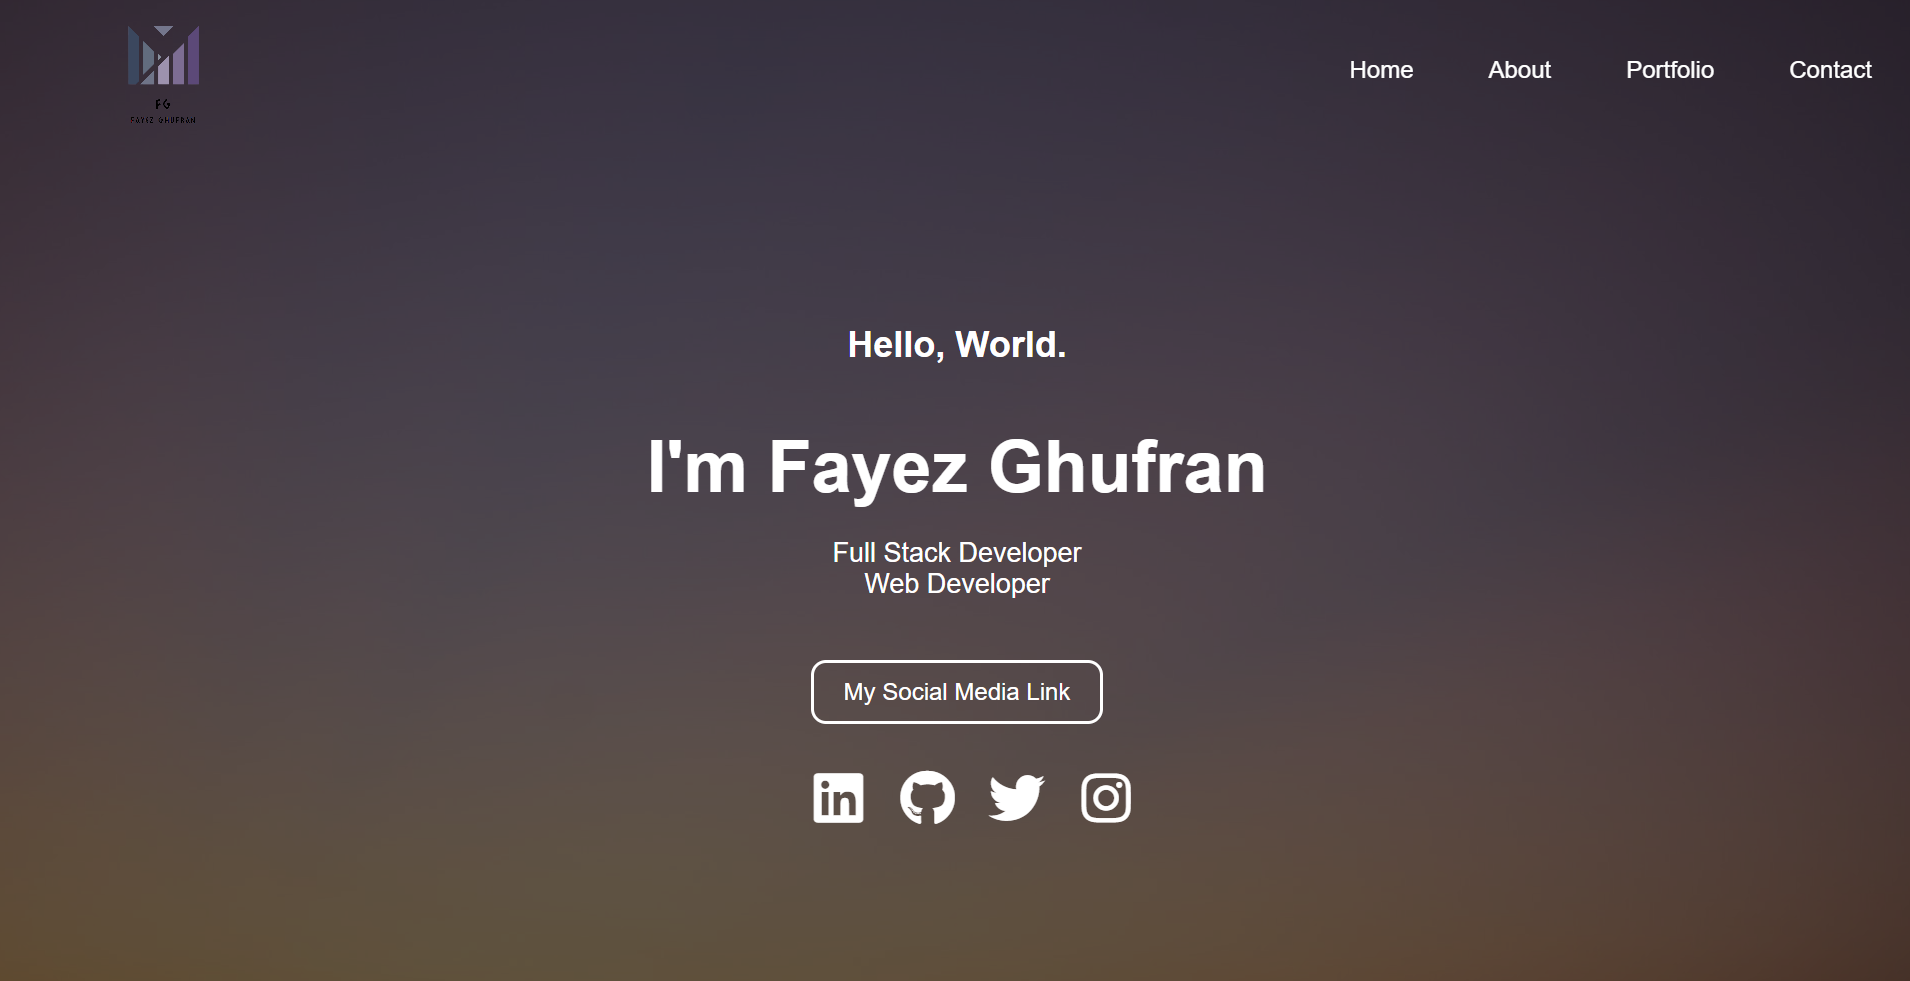 FG
FAYEZ GHUFRAN
Home
About
Portfolio
Contact
Hello, World.
I'm Fayez Ghufran
Full Stack Developer
Web Developer
My Social Media Link
in